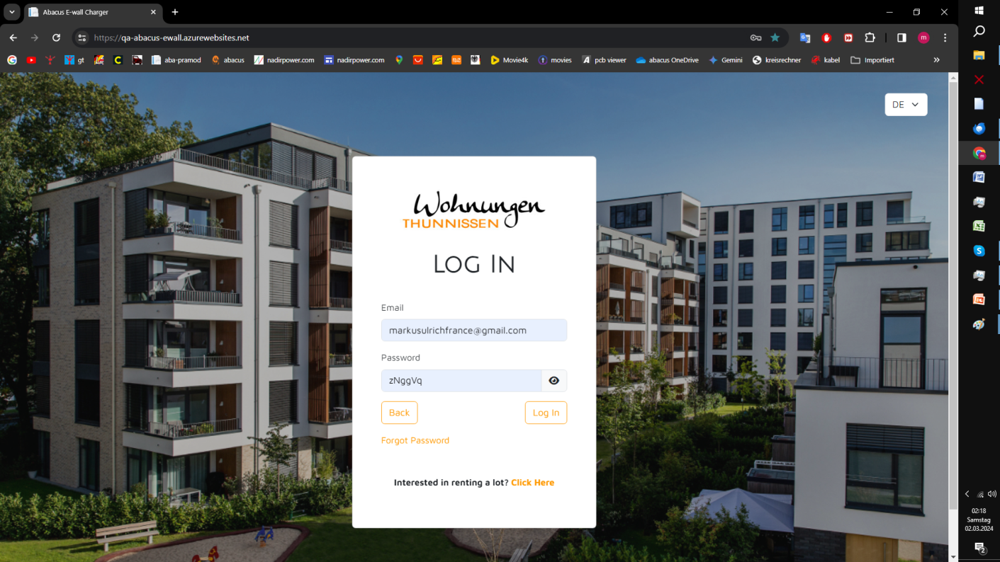 Abacus E-wall Charger
https://qa-abacus-ewall.azurewebsites.net
gt
aba-pramod
abacus
nadirpower.com
nadirpower.com
Movie4k
movies
pcb viewer
abacus OneDrive
Gemini
kreisrechner
kabel
Importiert
DE
Wohnungen
THUNNISSEN
Log In
Email
markusulrichfrance@gmail.com
Password
zNggVq
Back
Log In
Forgot Password
Interested in renting a lot? Click Here
02:18
Samstag
02.03.2024
2